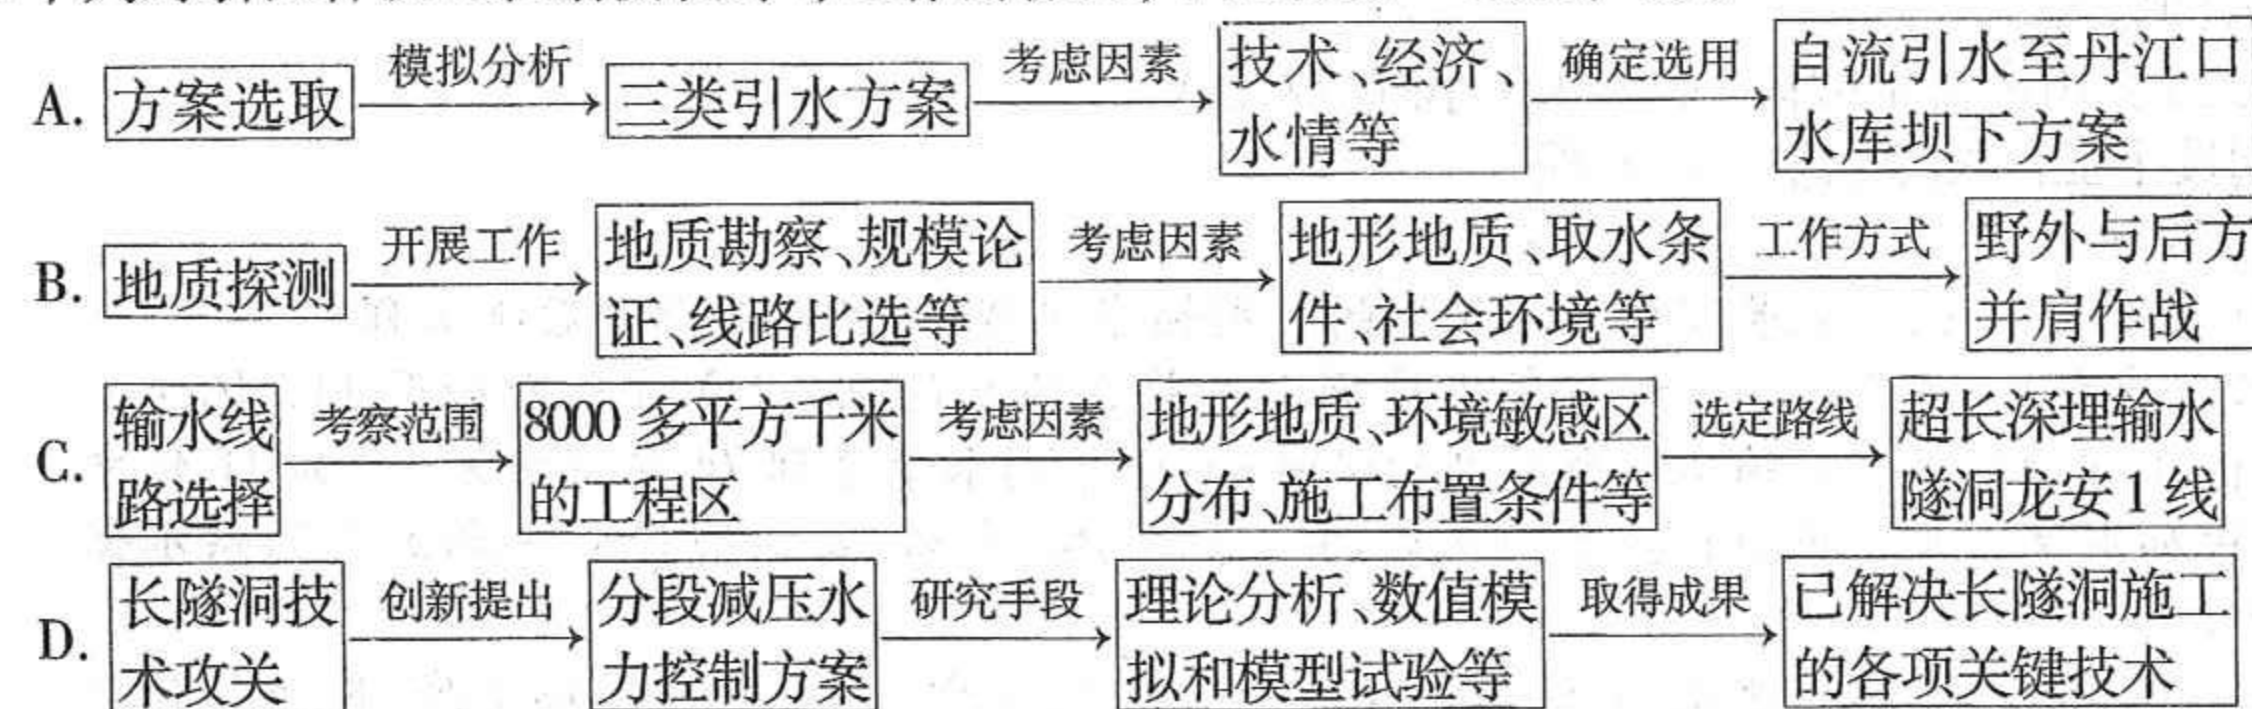 A. 方案选取 模拟分析 三类引水方案 考虑因素 技术、经济、水情等 确定选用 自流引水至丹江口水库坝下方案
B. 地质探测 开展工作 地质勘察、规模论证、线路比选等 考虑因素 地形地质、取水条件、社会环境等 工作方式 野外与后方并肩作战
C. 输水线路选择 考察范围 8000多平方千米的工程区 考虑因素 地形地质、环境敏感区分布、施工布置条件等 选定路线 超长深埋输水隧洞龙安1线
D. 长隧洞技术攻关 创新提出 分段减压水力控制方案 研究手段 理论分析、数值模拟和模型试验等 取得成果 已解决长隧洞施工的各项关键技术